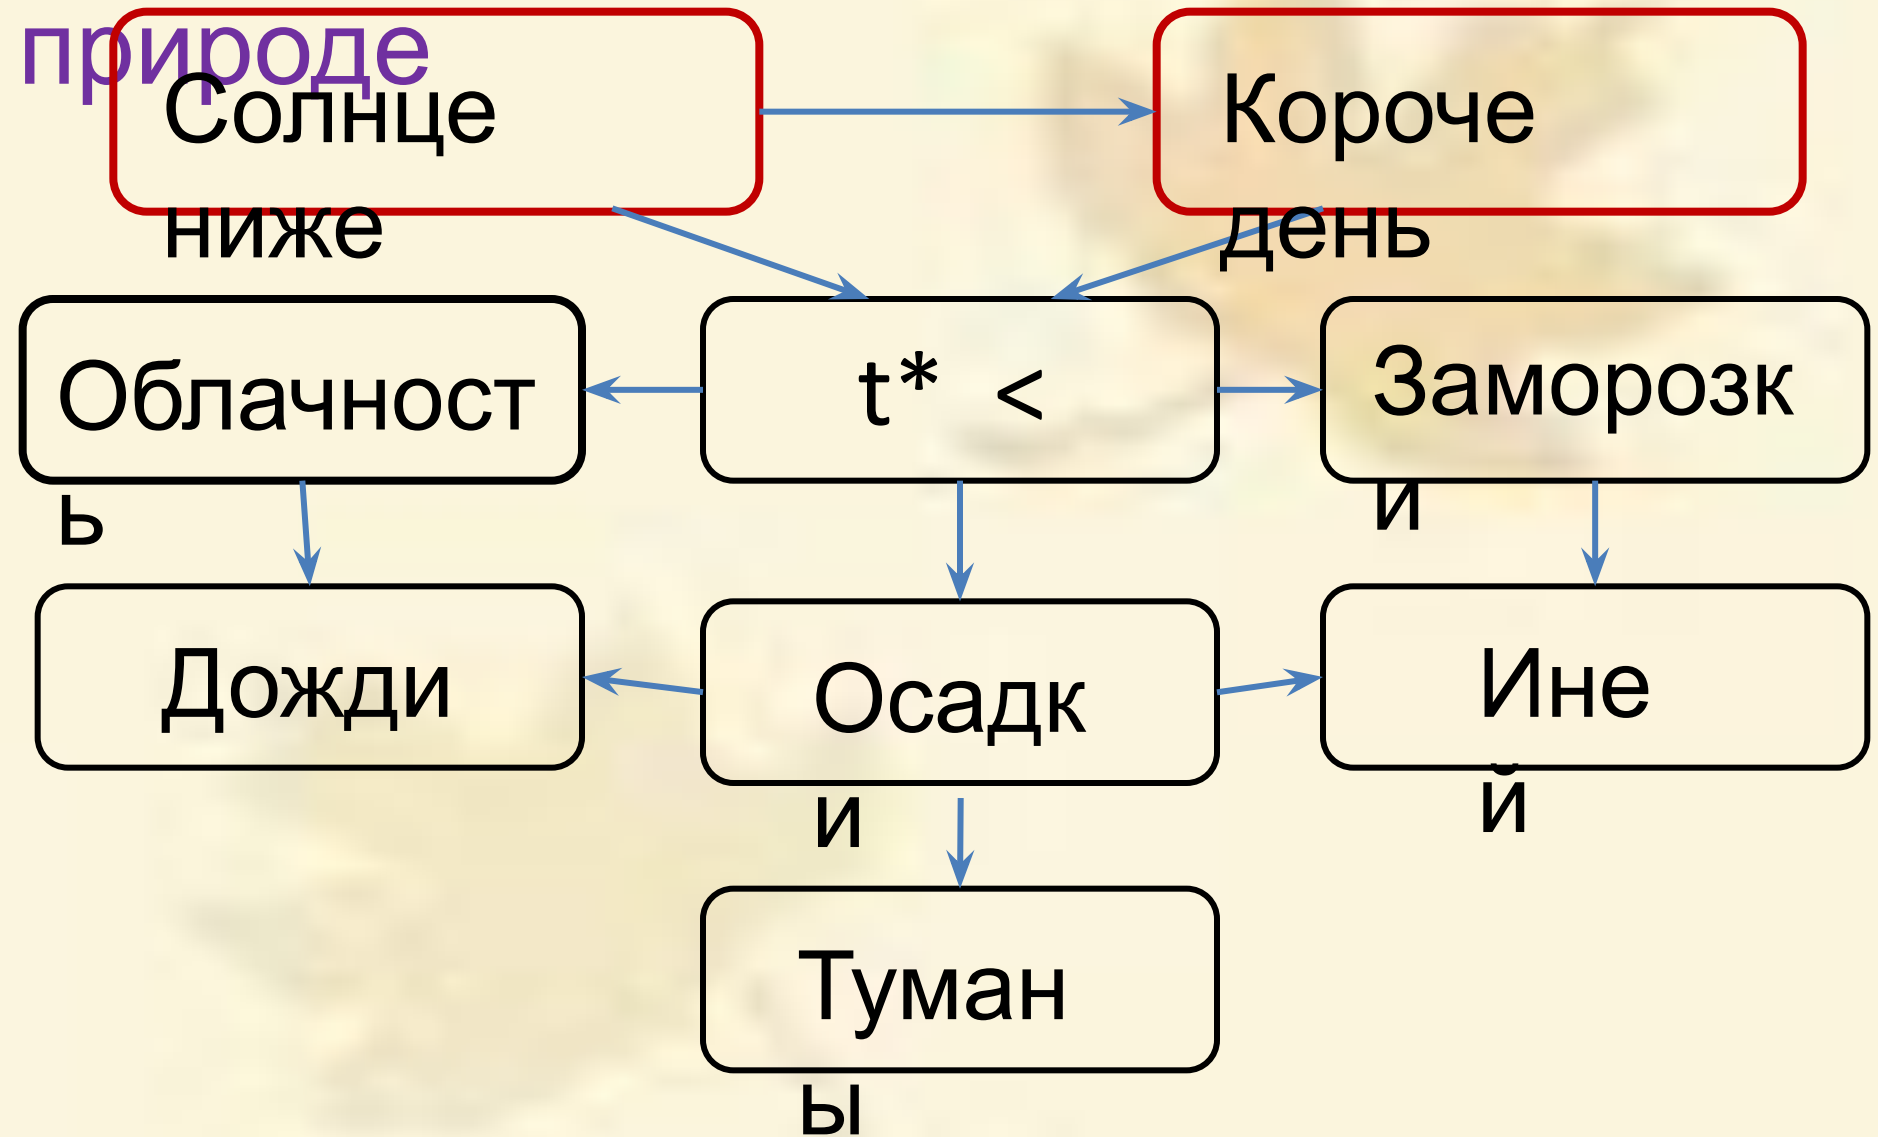 природе
Солнце
ниже
Короче
день
Облачност
ь
t* <
Заморозк
и
Дожди
Осадк
и
Ине
й
Туман
ы